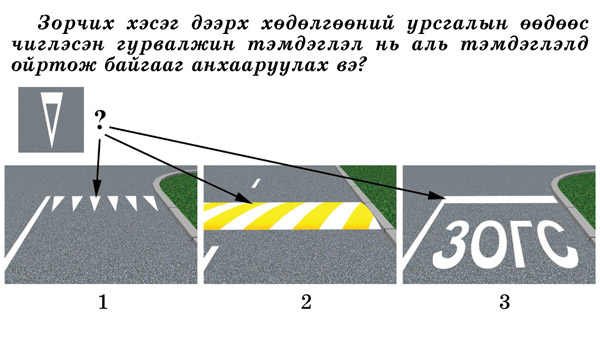 Зорчих хэсэг дээрх хөдөлгөөний урсгалын өөдөөс
чиглэсэн гурвалжин тэмдэглэл нь аль тэмдэглэлд
ойртож байгааг анхааруулах вэ?
?
ЗОГС
1 2 3